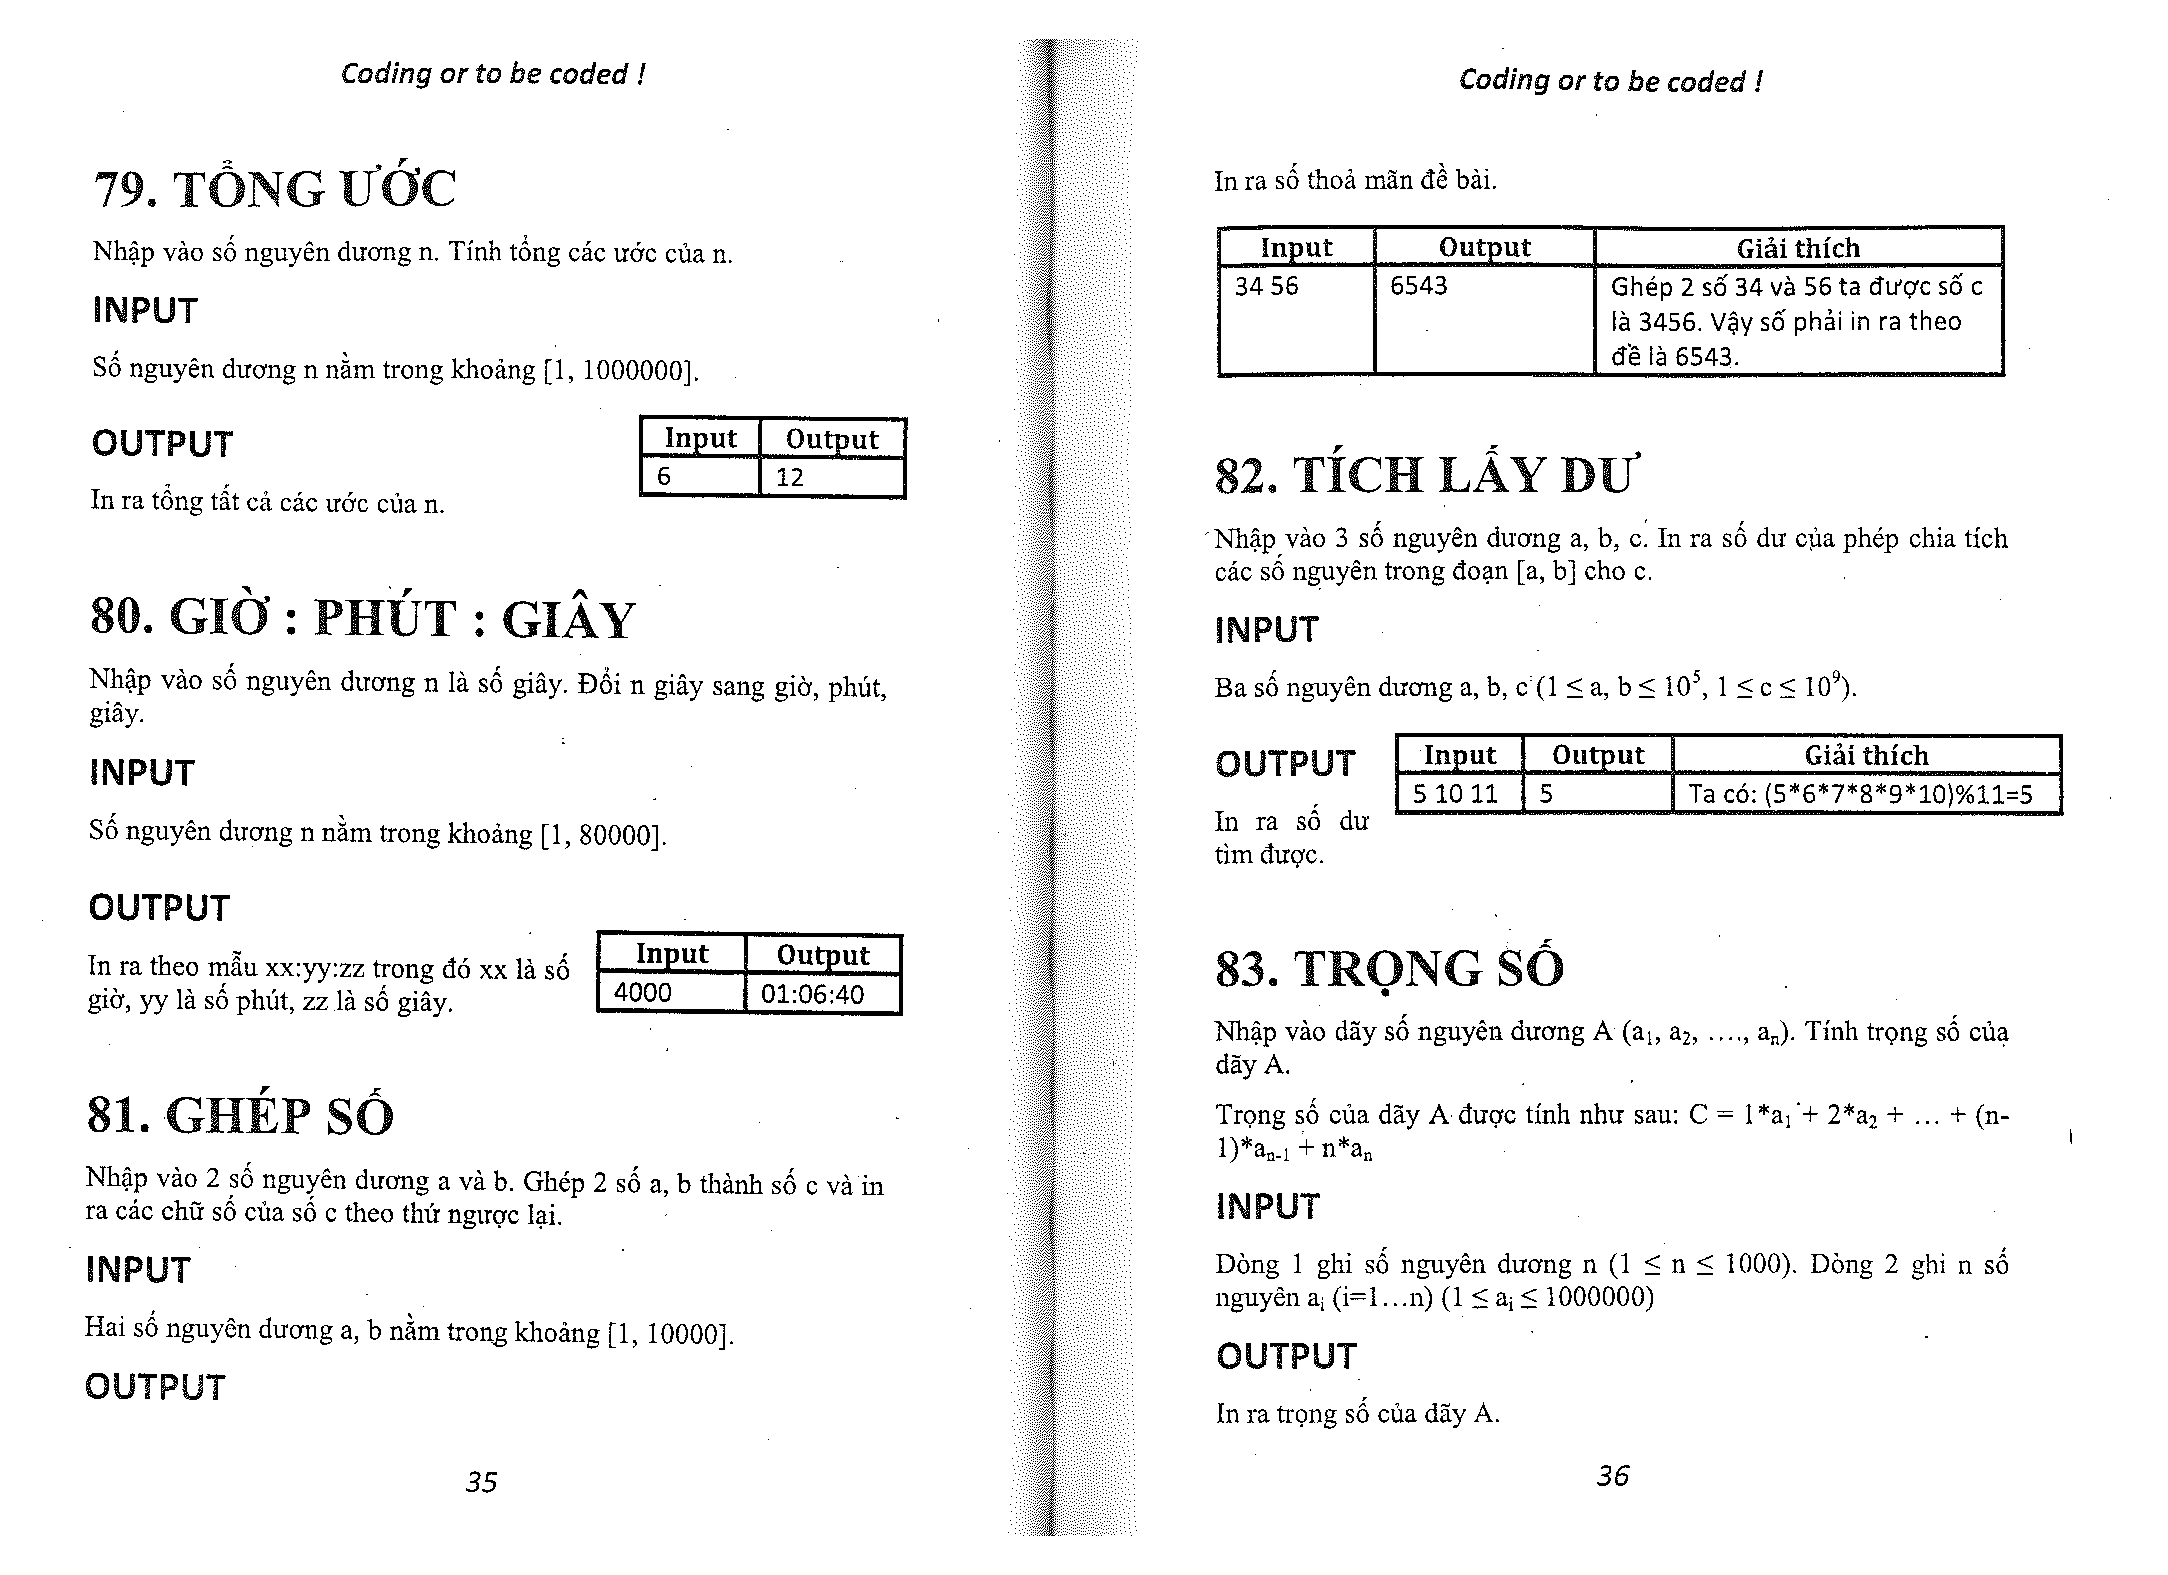 Coding or to be coded !
79. TỔNG ƯỚC
Nhập vào số nguyên dương n. Tính tổng các ước của n.
INPUT
Số nguyên dương n nằm trong khoảng [1, 1000000].
OUTPUT
In ra tổng tất cả các ước của n.
Input Output
6 12
80. GIỜ : PHÚT : GIÂY
Nhập vào số nguyên dương n là số giây. Đổi n giây sang giờ, phút,
giây.
INPUT
Số nguyên dương n nằm trong khoảng [1, 80000].
OUTPUT
In ra theo mẫu xx:yy:zz trong đó xx là số
giờ, yy là số phút, zz là số giây.
Input Output
4000 01:06:40
81. GHÉP SỐ
Nhập vào 2 số nguyên dương a và b. Ghép 2 số a, b thành số c và in
ra các chữ số của số c theo thứ ngược lại.
INPUT
Hai số nguyên dương a, b nằm trong khoảng [1, 10000].
OUTPUT
35
Coding or to be coded !
In ra số thoả mãn đề bài.
Input Output Giải thích
34 56 6543 Ghép 2 số 34 và 56 ta được số c
là 3456. Vậy số phải in ra theo
đề là 6543.
82. TÍCH LẤY DƯ
Nhập vào 3 số nguyên dương a, b, c. In ra số dư của phép chia tích
các số nguyên trong đoạn [a, b] cho c.
INPUT
Ba số nguyên dương a, b, c (1 ≤ a, b ≤ 10⁵, 1 ≤ c ≤ 10⁹).
OUTPUT
In ra số dư
tìm được.
Input Output Giải thích
5 10 11 5 Ta có: (5*6*7*8*9*10)%11=5
83. TRỌNG SỐ
Nhập vào dãy số nguyên dương A (a₁, a₂, …., aₙ). Tính trọng số của
dãy A.
Trọng số của dãy A được tính như sau: C = 1*a₁ + 2*a₂ + … + (n-
1)*aₙ₋₁ + n*aₙ
INPUT
Dòng 1 ghi số nguyên dương n (1 ≤ n ≤ 1000). Dòng 2 ghi n số
nguyên aᵢ (i=1…n) (1 ≤ aᵢ ≤ 1000000)
OUTPUT
In ra trọng số của dãy A.
36